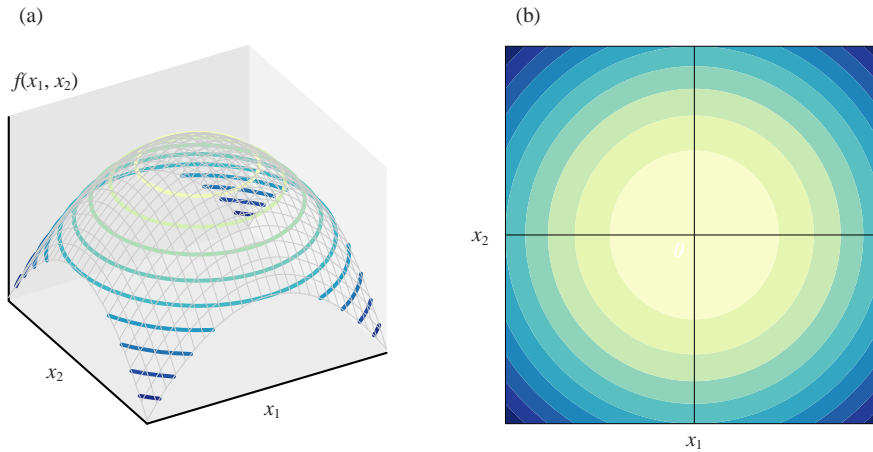 (a)
(b)
f(x₁, x₂)
x₂
0
x₂
x₁
x₁